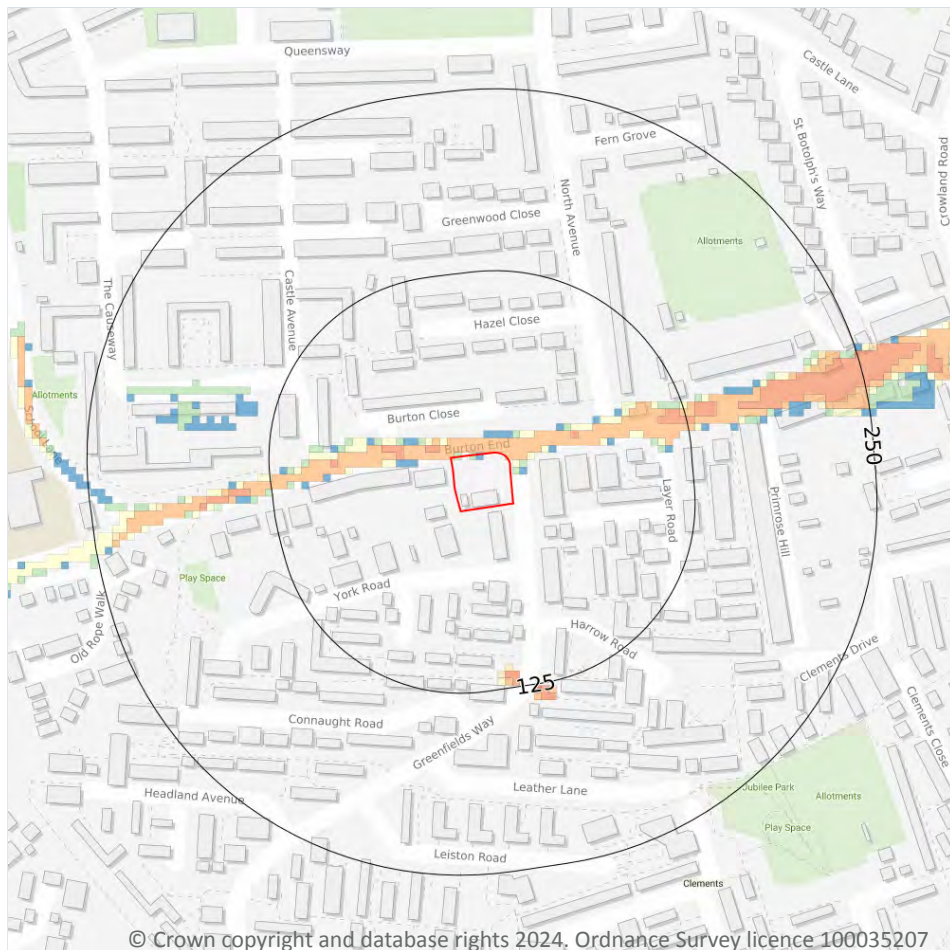 Queensway
Castle Lane
Fern Grove
St Botolph's Way
Crowland Road
North Avenue
Greenwood Close
Allotments
The Causeway
Castle Avenue
Hazel Close
Allotments
School Lane
Burton Close
Burton End
250
Layer Road
Primrose Hill
Play Space
York Road
Old Rope Walk
Harrow Road
Clements Drive
125
Connaught Road
Greenfields Way
Clements Close
Leather Lane
Jubilee Park
Headland Avenue
Allotments
Play Space
Leiston Road
Clements
© Crown copyright and database rights 2024. Ordnance Survey licence 100035207